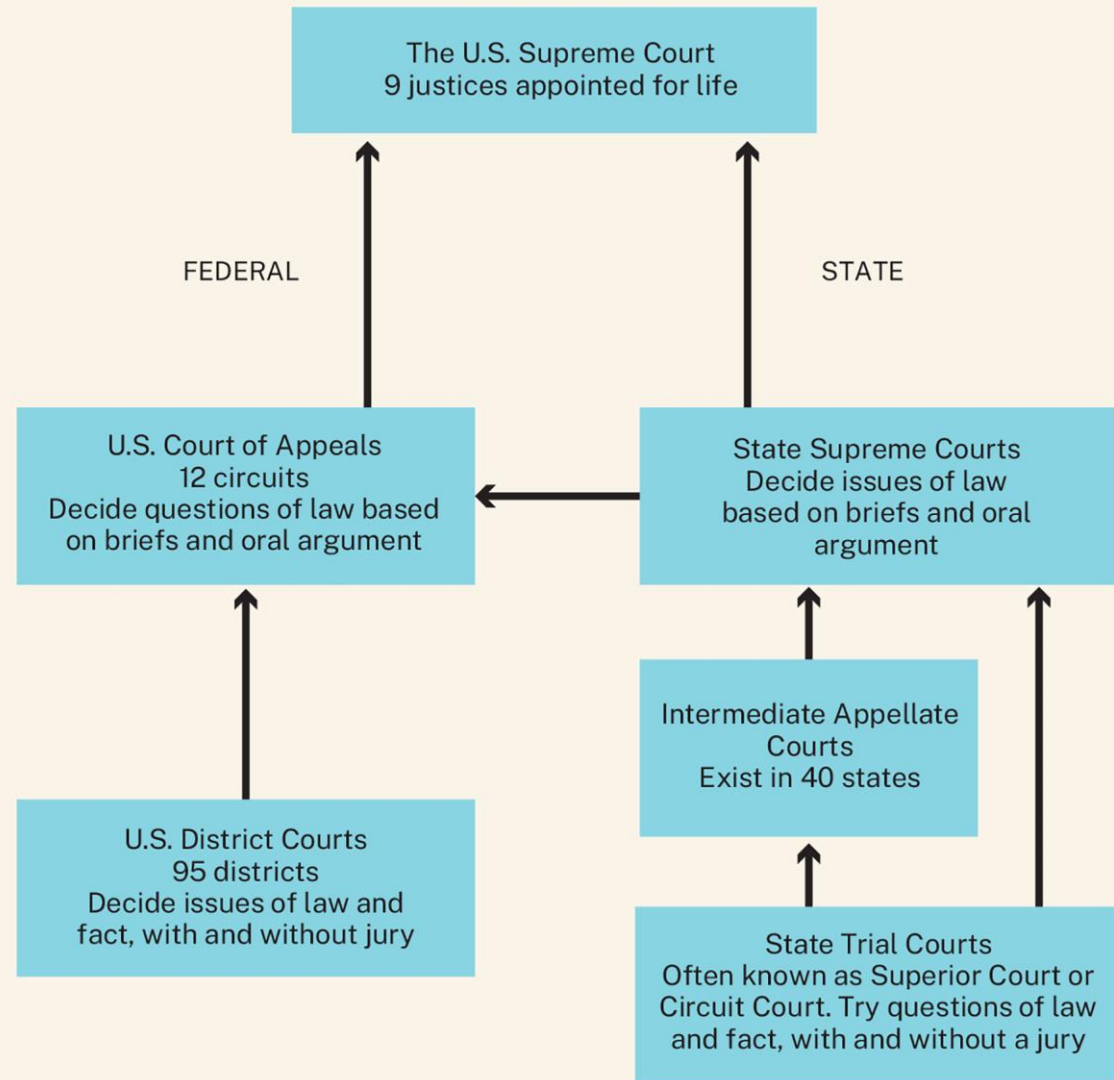 The U.S. Supreme Court
9 justices appointed for life
FEDERAL
STATE
U.S. Court of Appeals
12 circuits
Decide questions of law based
on briefs and oral argument
State Supreme Courts
Decide issues of law
based on briefs and oral
argument
Intermediate Appellate
Courts
Exist in 40 states
U.S. District Courts
95 districts
Decide issues of law and
fact, with and without jury
State Trial Courts
Often known as Superior Court or
Circuit Court. Try questions of law
and fact, with and without a jury